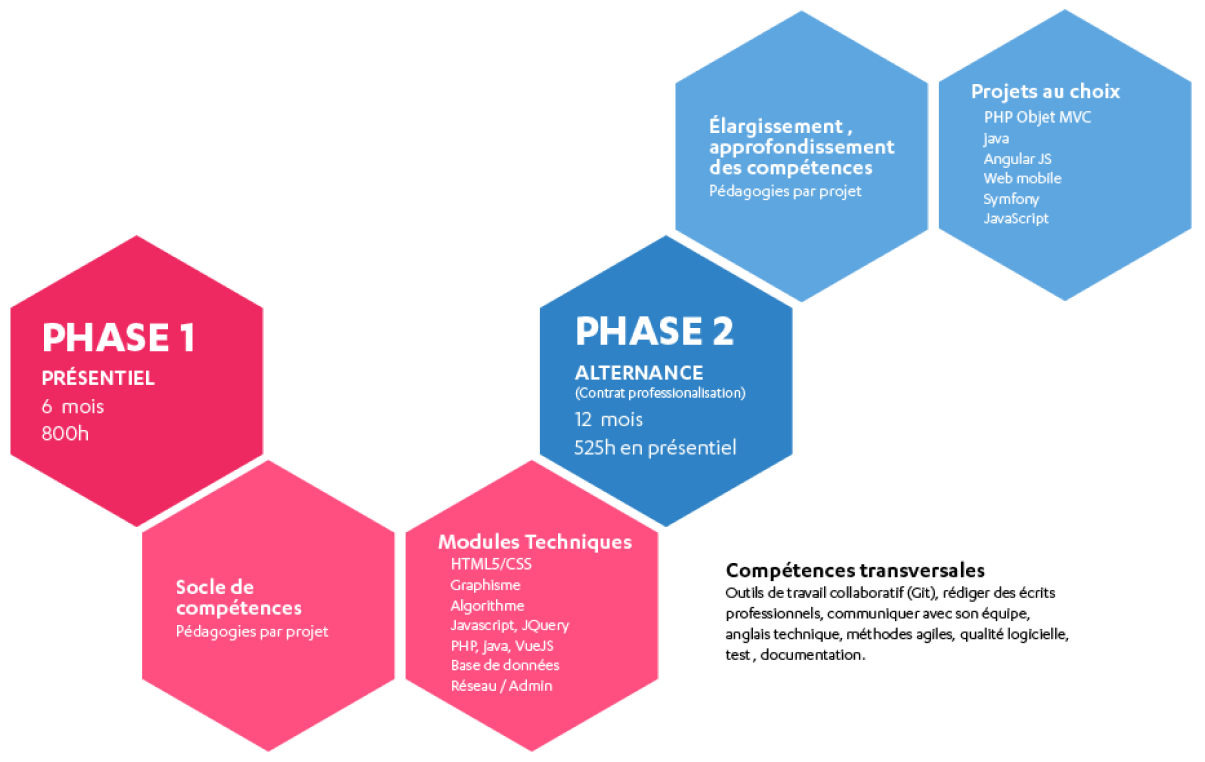 PHASE 1
PRÉSENTIEL
6 mois
800h
Socle de
compétences
Pédagogies par projet
Modules Techniques
HTML5/CSS
Graphisme
Algorithme
Javascript, JQuery
PHP, java, VueJS
Base de données
Réseau / Admin
PHASE 2
ALTERNANCE
(Contrat professionalisation)
12 mois
525h en présentiel
Élargissement ,
approfondissement
des compétences
Pédagogies par projet
Projets au choix
PHP Objet MVC
java
Angular JS
Web mobile
Symfony
JavaScript
Compétences transversales
Outils de travail collaboratif (Git), rédiger des écrits
professionnels, communiquer avec son équipe,
anglais technique, méthodes agiles, qualité logicielle,
test , documentation.